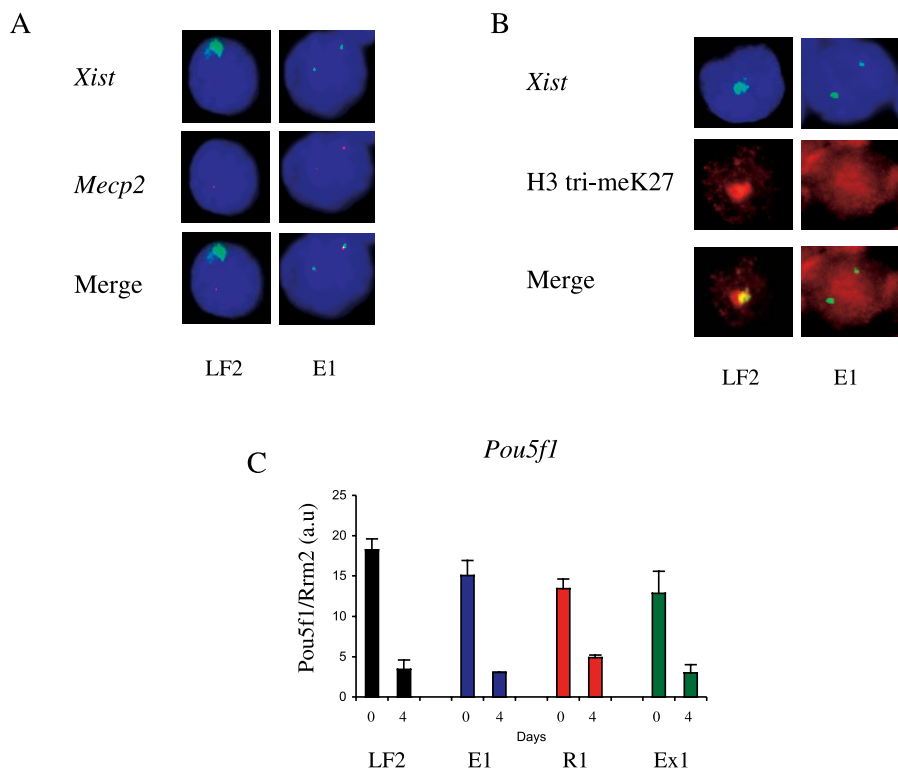 A
Xist
Mecp2
Merge
LF2 E1
B
Xist
H3 tri-meK27
Merge
LF2 E1
C
Pou5f1
Pou5f1/Rrm2 (a.u)
25
20
15
10
5
0
0 4 0 4 0 4 0 4
Days
LF2 E1 R1 Ex1